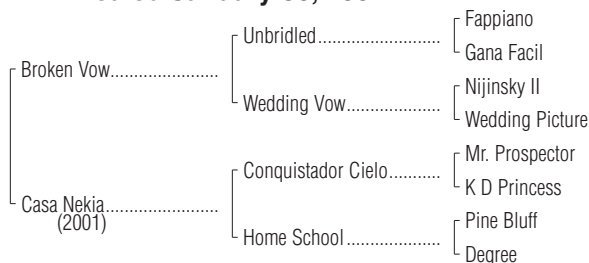 Fappiano
Unbridled
Gana Facil
Broken Vow
Nijinsky II
Wedding Vow
Wedding Picture
Mr. Prospector
Conquistador Cielo
K D Princess
Casa Nekia
(2001)
Pine Bluff
Home School
Degree